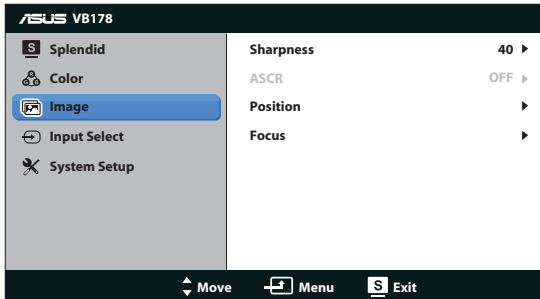 ASUS VB178
S Splendid
Color
Image
Input Select
System Setup
Sharpness 40
ASCR OFF
Position
Focus
Move Menu S Exit